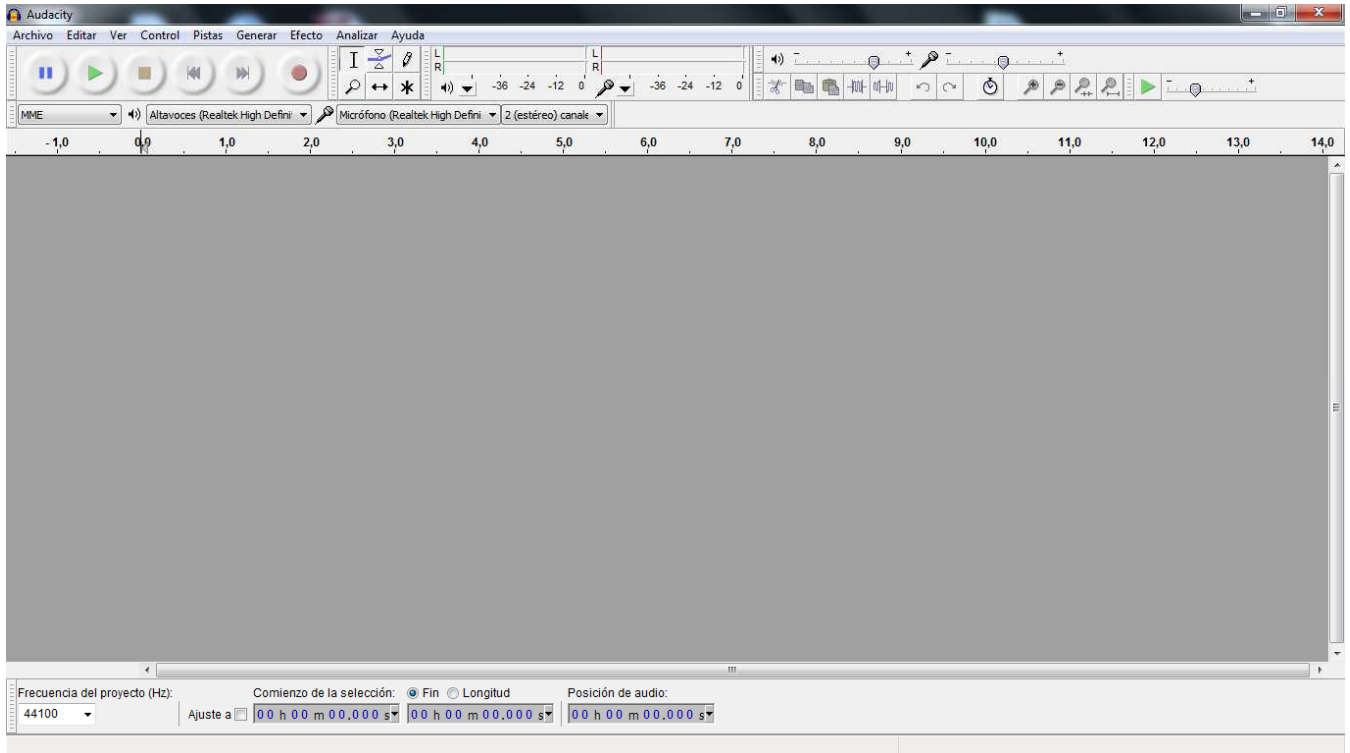 Audacity
Archivo Editar Ver Control Pistas Generar Efecto Analizar Ayuda
L R L R
-36 -24 -12 0 -36 -24 -12 0
MME Altavoces (Realtek High Defini Micrófono (Realtek High Defini 2 (estéreo) canale
- 1,0 0,0 1,0 2,0 3,0 4,0 5,0 6,0 7,0 8,0 9,0 10,0 11,0 12,0 13,0 14,0
Frecuencia del proyecto (Hz): Comienzo de la selección: Fin Longitud Posición de audio:
44100 Ajuste a 00 h 00 m 00,000 s 00 h 00 m 00,000 s 00 h 00 m 00,000 s